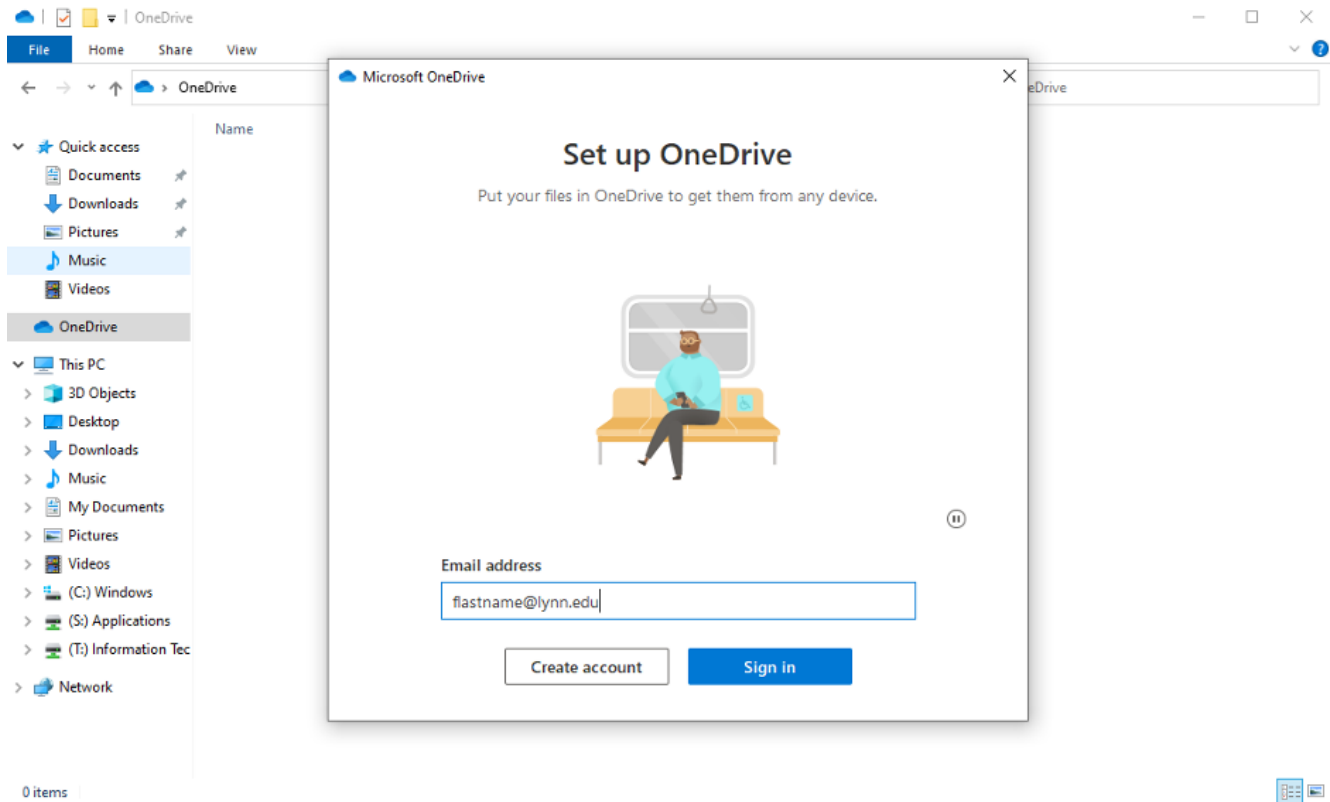 OneDrive
File Home Share View
OneDrive
eDrive
Name
Quick access
Documents
Downloads
Pictures
Music
Videos
OneDrive
This PC
3D Objects
Desktop
Downloads
Music
My Documents
Pictures
Videos
(C:) Windows
(S:) Applications
(T:) Information Tec
Network
0 items
Microsoft OneDrive
Set up OneDrive
Put your files in OneDrive to get them from any device.
Email address
flastname@lynn.edu
Create account Sign in